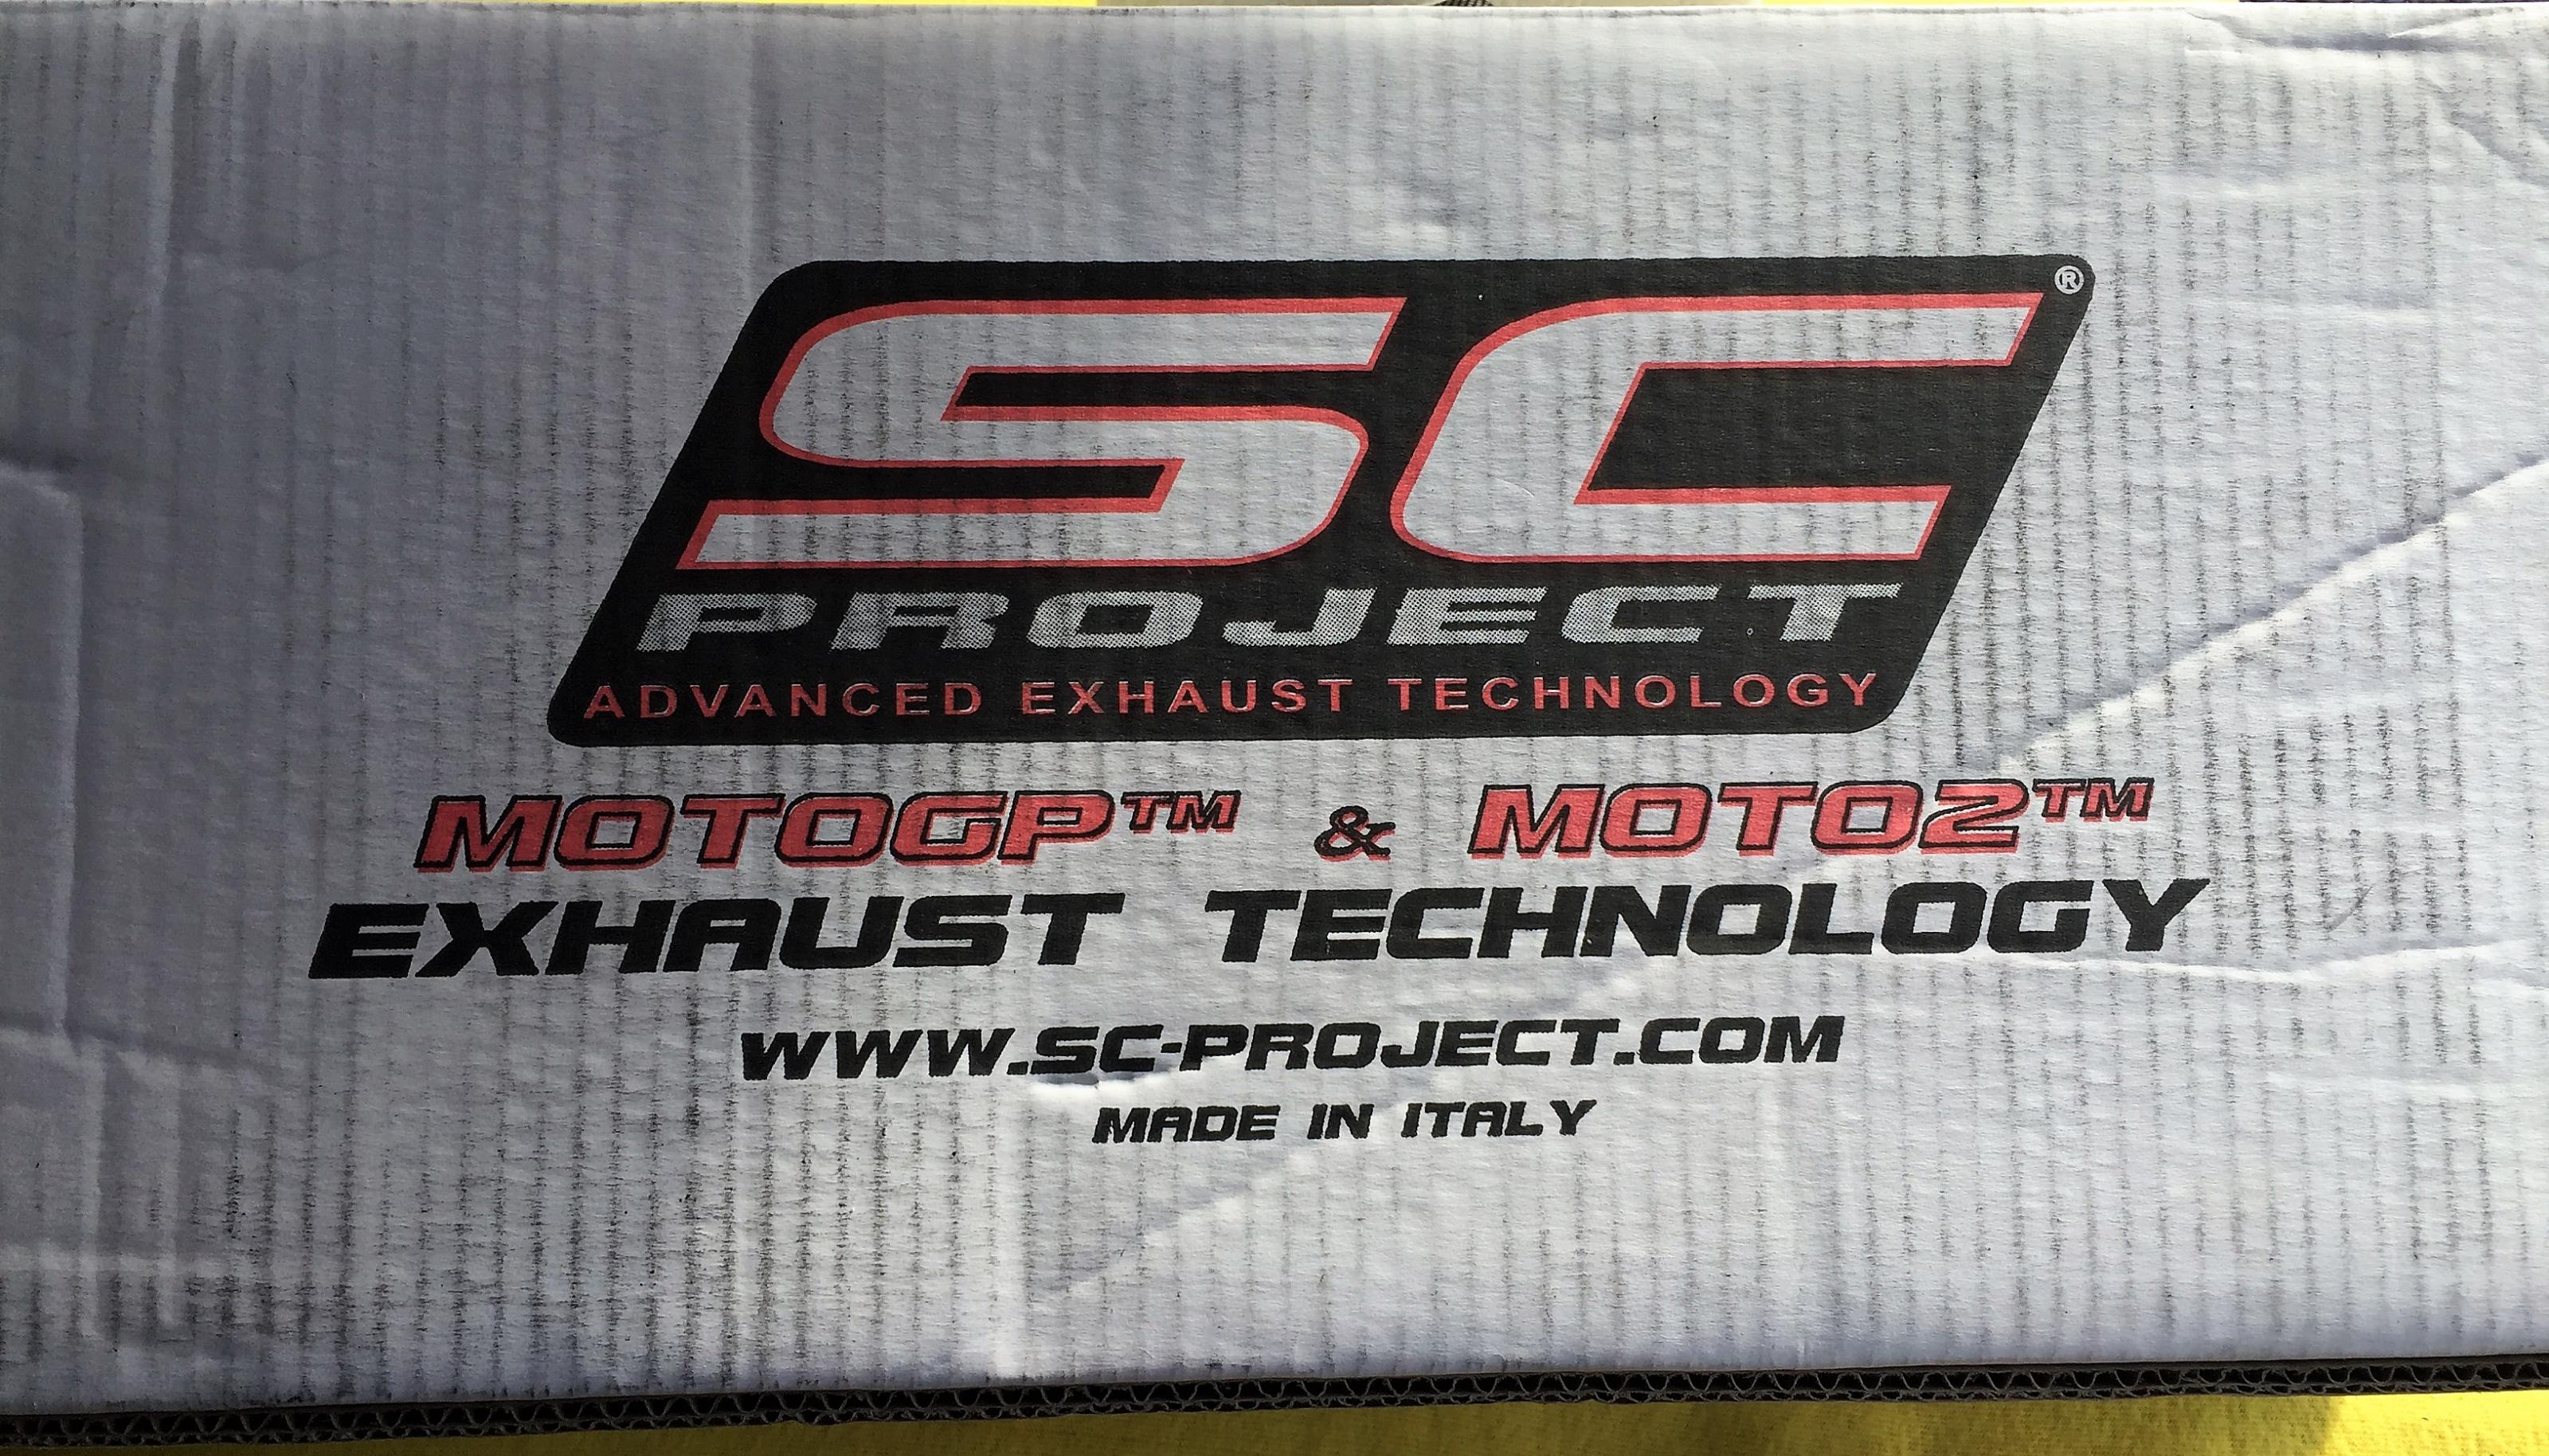 SC®
PROJECT
ADVANCED EXHAUST TECHNOLOGY
MOTOGP™ & MOTO2™
EXHAUST TECHNOLOGY
WWW.SC-PROJECT.COM
MADE IN ITALY